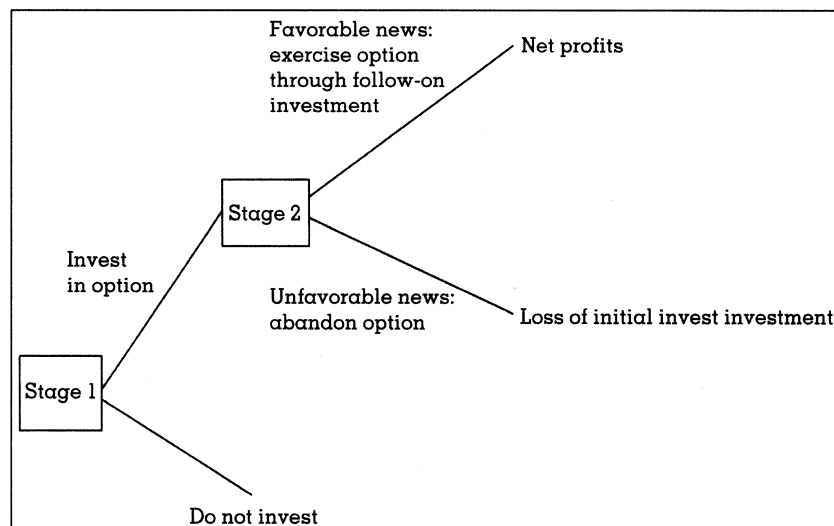 Favorable news:
exercise option
through follow-on
investment
Net profits
Stage 2
Invest
in option
Unfavorable news:
abandon option
Loss of initial invest investment
Stage 1
Do not invest